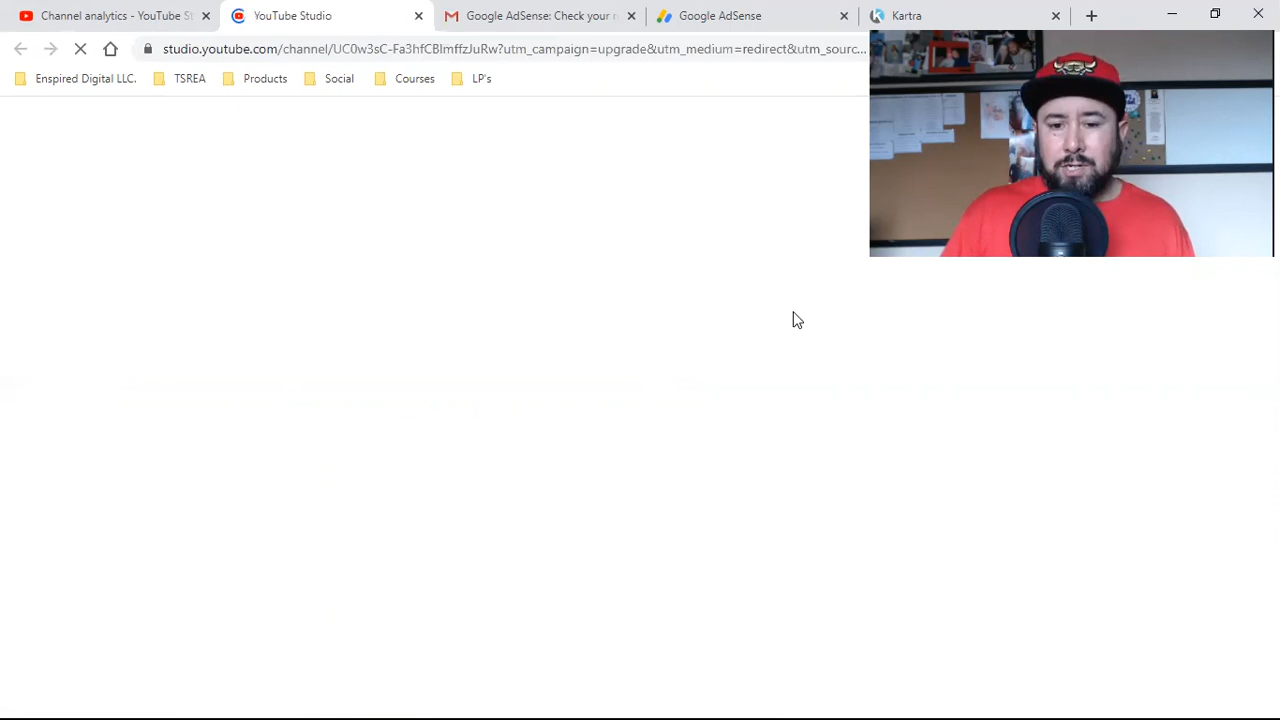 Channel analytics - YouTube St
YouTube Studio
Google AdSense: Check your r
Google AdSense
Kartra
studio.youtube.com/channel/UC0w3sC-Fa3hfCBlmffzJuRw?utm_campaign=upgrade&utm_medium=redirect&utm_sourc...
Enspired Digital LLC.
TSREA
Products
Social
Courses
LP's